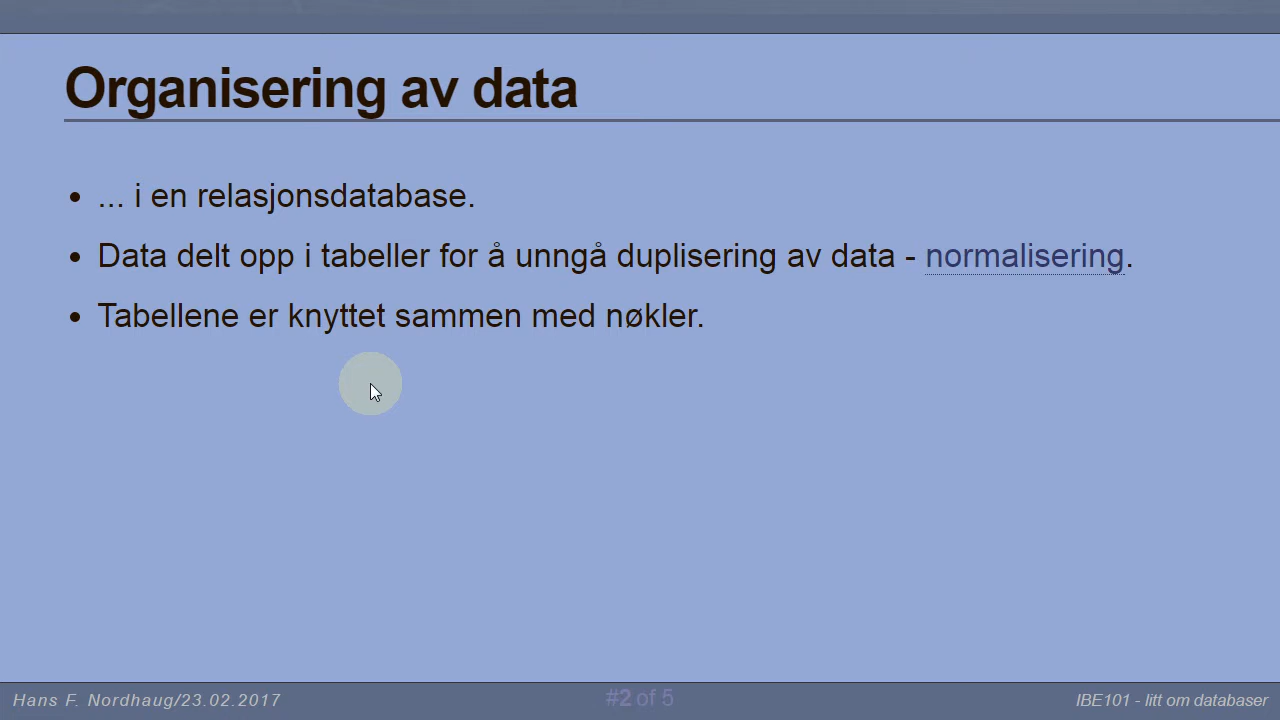 Organisering av data
... i en relasjonsdatabase.
Data delt opp i tabeller for å unngå duplisering av data - normalisering.
Tabellene er knyttet sammen med nøkler.
Hans F. Nordhaug/23.02.2017
#2 of 5
IBE101 - litt om databaser